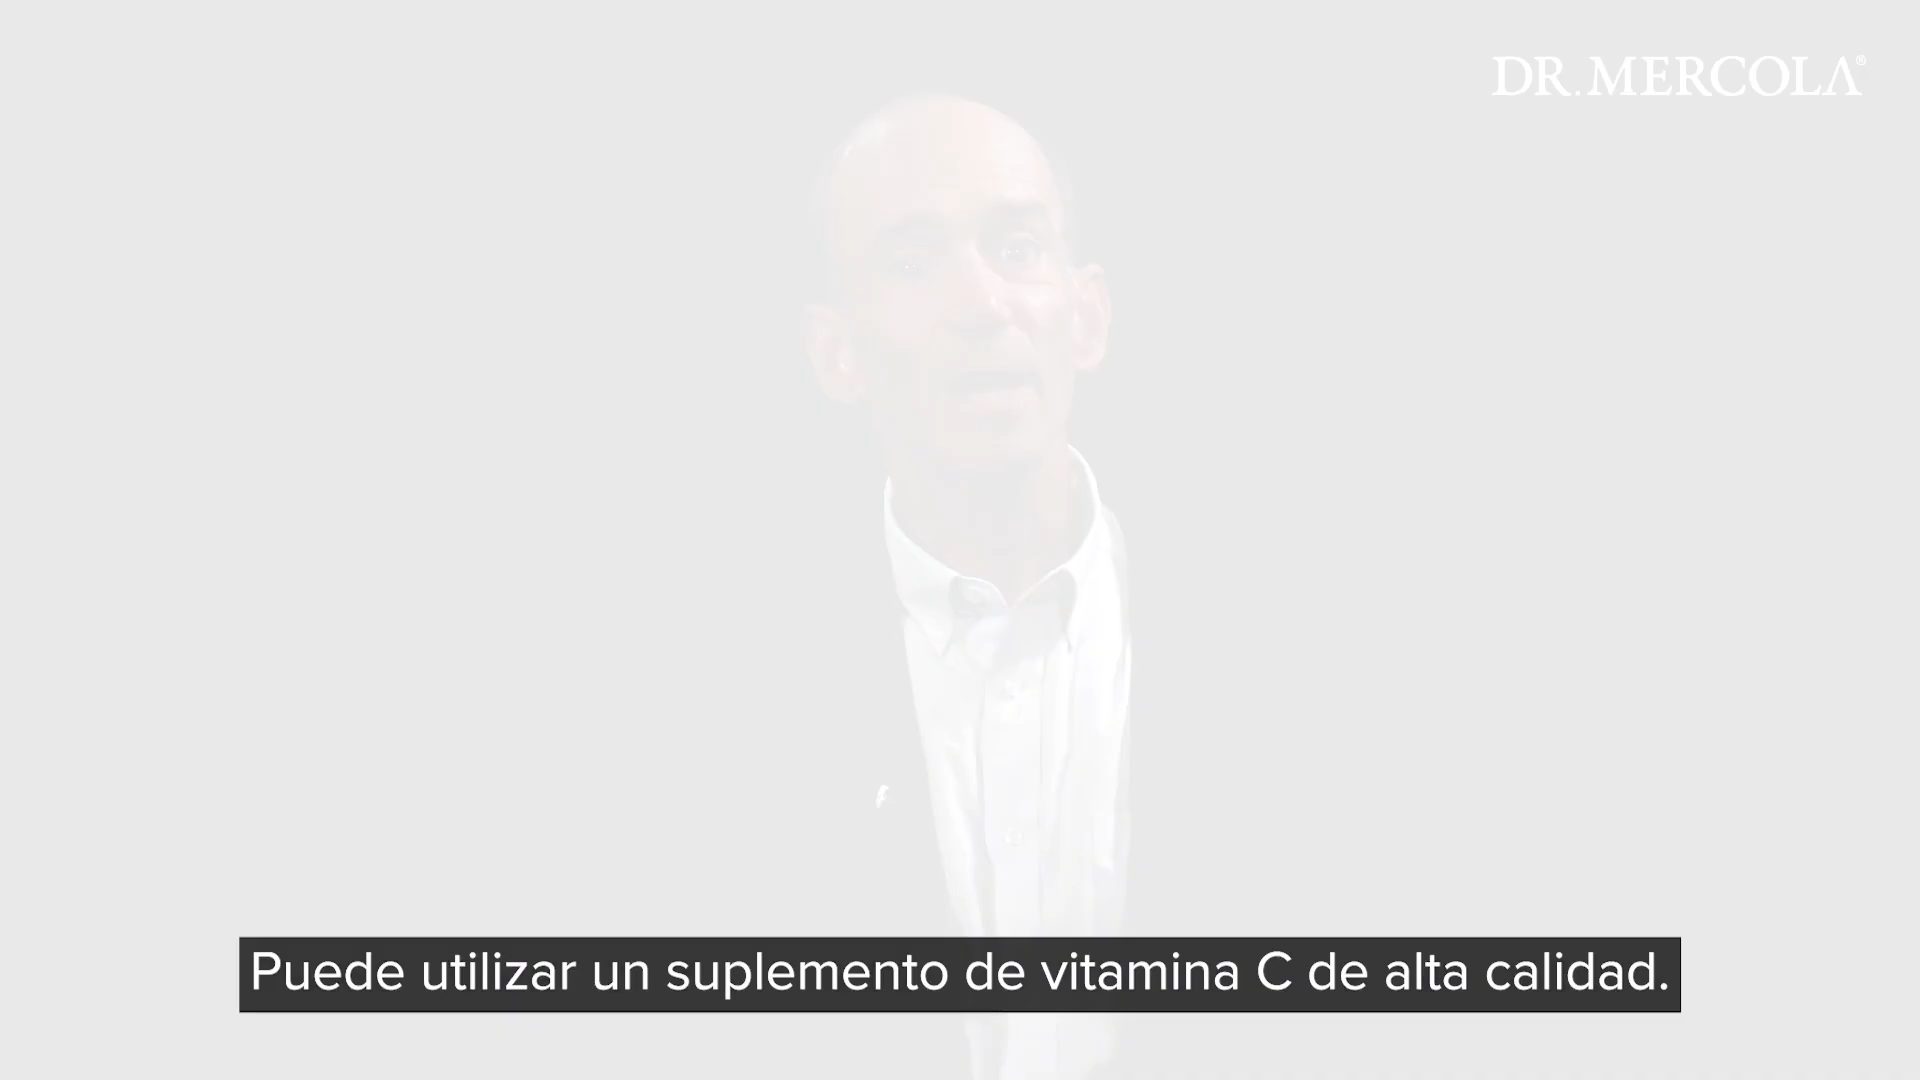 DR. MERCOLA®
Puede utilizar un suplemento de vitamina C de alta calidad.